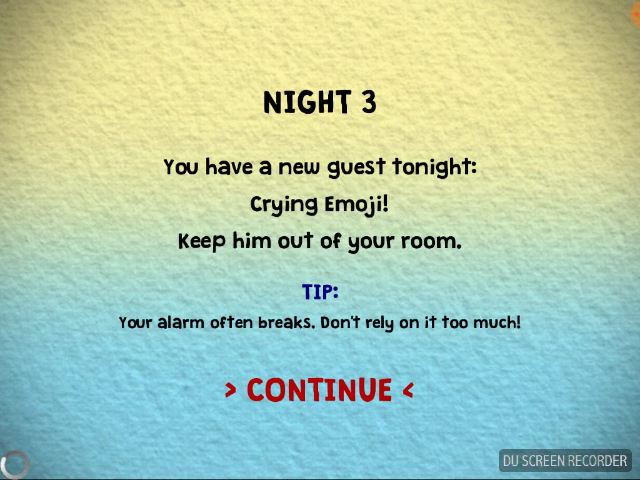 NIGHT 3
You have a new guest tonight:
Crying Emoji!
Keep him out of your room.
TIP:
Your alarm often breaks. Don't rely on it too much!
> CONTINUE <
DU SCREEN RECORDER